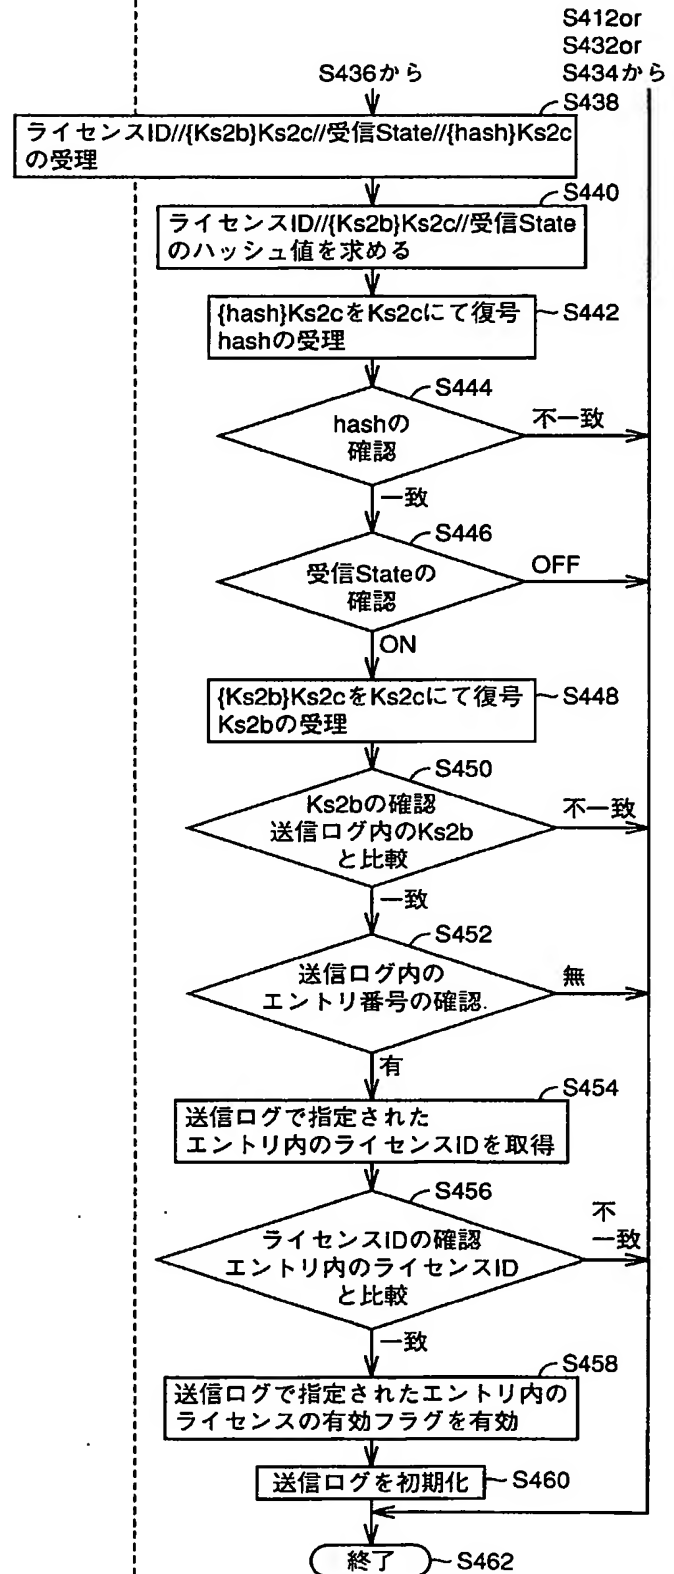 S412or
S432or
S434から
S436から
S438
ライセンスID//{Ks2b}Ks2c//受信State//{hash}Ks2c
の受理
S440
ライセンスID//{Ks2b}Ks2c//受信State
のハッシュ値を求める
{hash}Ks2cをKs2cにて復号
hashの受理
S442
S444
hashの
確認
不一致
一致
S446
受信Stateの
確認
OFF
ON
{Ks2b}Ks2cをKs2cにて復号
Ks2bの受理
S448
S450
Ks2bの確認
送信ログ内のKs2b
と比較
不一致
一致
S452
送信ログ内の
エントリ番号の確認.
無
有
S454
送信ログで指定された
エントリ内のライセンスIDを取得
S456
ライセンスIDの確認
エントリ内のライセンスID
と比較
不
一致
一致
S458
送信ログで指定されたエントリ内の
ライセンスの有効フラグを有効
送信ログを初期化
S460
終了
S462